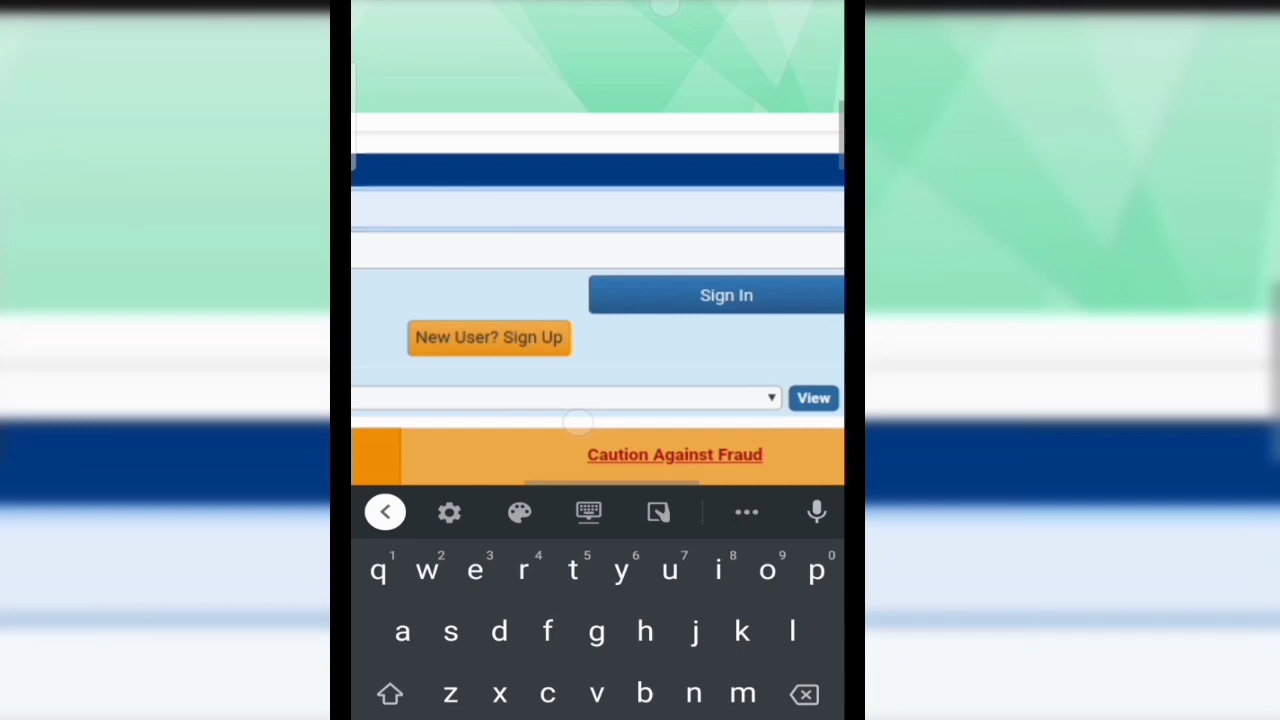 Sign In
New User? Sign Up
View
Caution Against Fraud
q 1 w 2 e 3 r 4 t 5 y 6 u 7 i 8 o 9 p 0
a s d f g h j k l
z x c v b n m